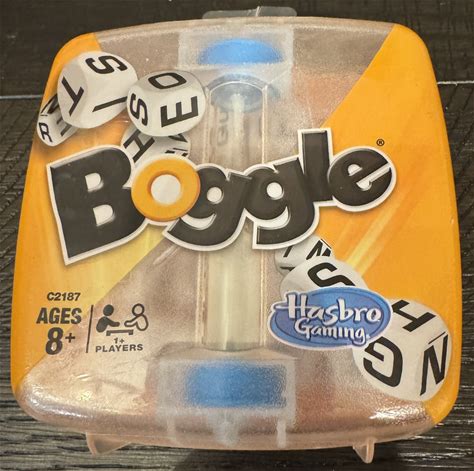 S
T
I
M
R
S
E
O
H
Boggle®
C2187
AGES
8+
1+
PLAYERS
Hasbro
Gaming
S
N
H
G
N